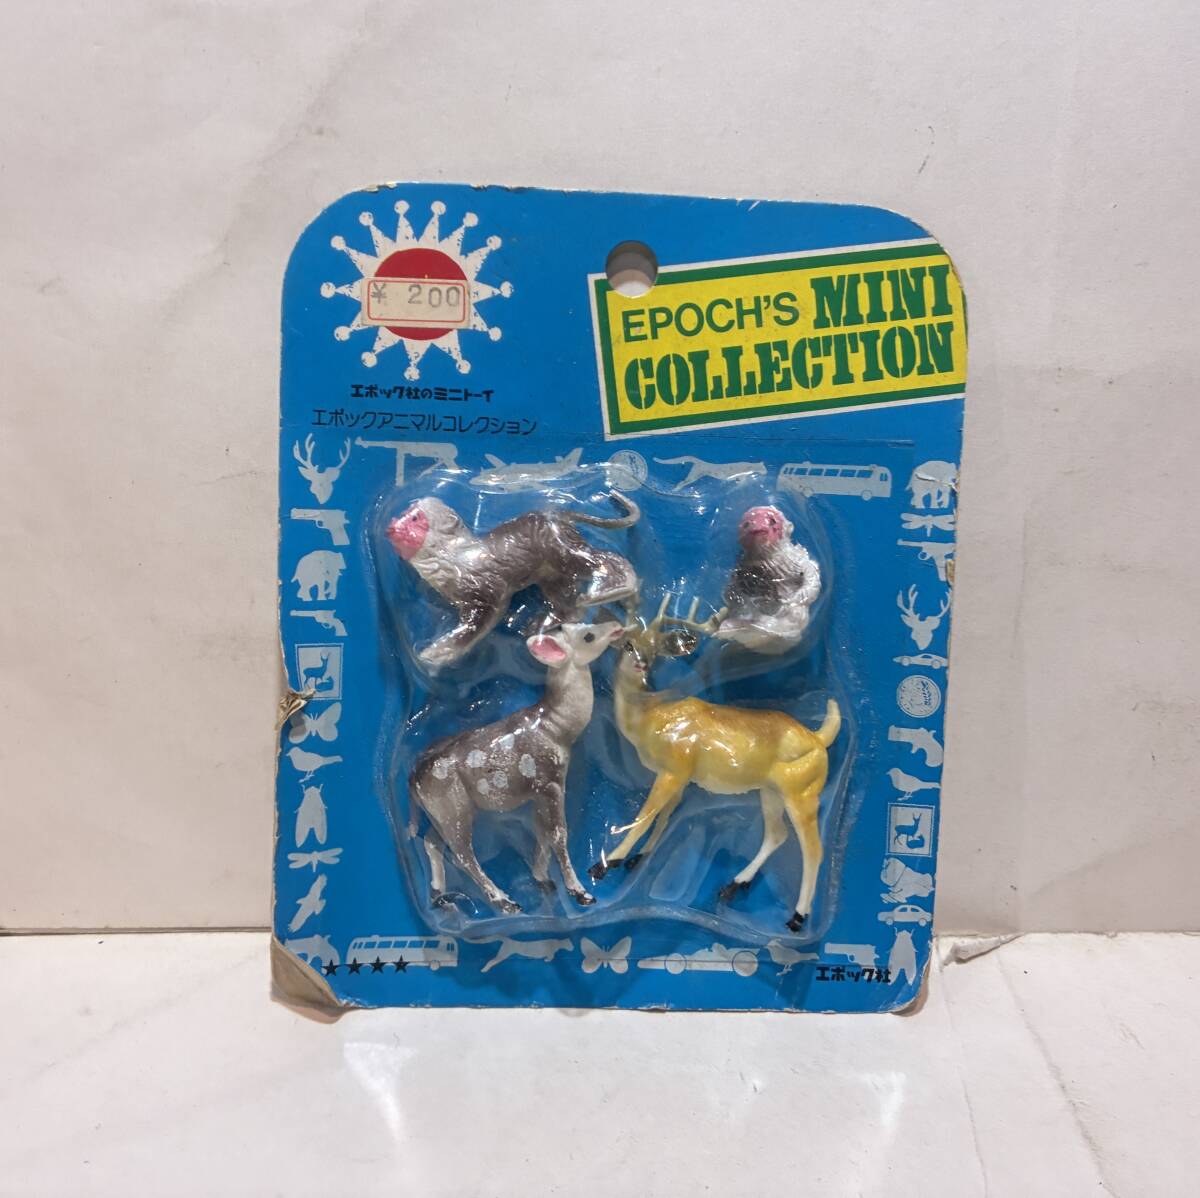 ¥ 200
EPOCH'S MINI
COLLECTION
エポック社のミニトーイ
エポックアニマルコレクション
★★★★
エポック社